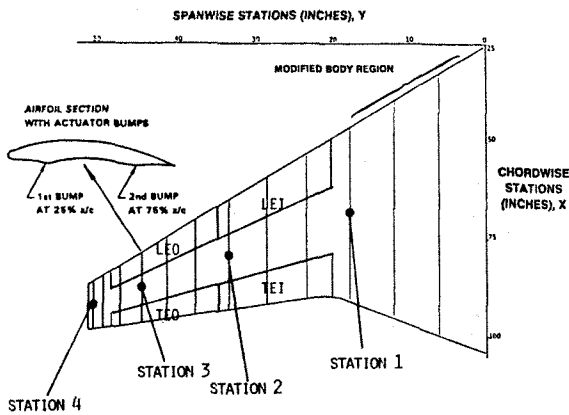 SPANWISE STATIONS (INCHES), Y
30 20 10 0
25
MODIFIED BODY REGION
AIRFOIL SECTION
WITH ACTUATOR BUMPS
50
1st BUMP
AT 25% a/c
2nd BUMP
AT 75% a/c
CHORDWISE
STATIONS
(INCHES), X
LEI
75
LEO
TEI
TEO
100
STATION 1
STATION 2
STATION 3
STATION 4